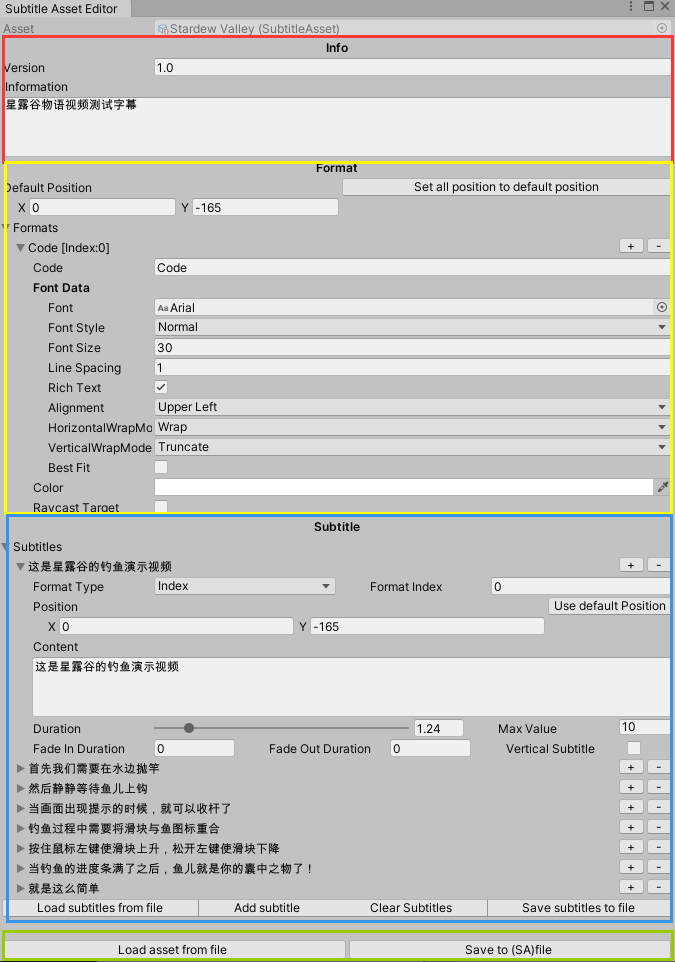 Subtitle Asset Editor
Asset Stardew Valley (SubtitleAsset)
Info
Version 1.0
Information
星露谷物语视频测试字幕
Format
Default Position Set all position to default position
X 0 Y -165
Formats
Code [Index:0] + -
Code Code
Font Data
Font Aa Arial
Font Style Normal
Font Size 30
Line Spacing 1
Rich Text
Alignment Upper Left
HorizontalWrapMo Wrap
VerticalWrapMode Truncate
Best Fit
Color
Raycast Target
Subtitle
Subtitles
这是星露谷的钓鱼演示视频 + -
Format Type Index Format Index 0
Position Use default Position
X 0 Y -165
Content
这是星露谷的钓鱼演示视频
Duration 1.24 Max Value 10
Fade In Duration 0 Fade Out Duration 0 Vertical Subtitle
首先我们需要在水边抛竿 + -
然后静静等待鱼儿上钩 + -
当画面出现提示的时候，就可以收杆了 + -
钓鱼过程中需要将滑块与鱼图标重合 + -
按住鼠标左键使滑块上升，松开左键使滑块下降 + -
当钓鱼的进度条满了之后，鱼儿就是你的囊中之物了！ + -
就是这么简单 + -
Load subtitles from file Add subtitle Clear Subtitles Save subtitles to file
Load asset from file Save to (SA)file